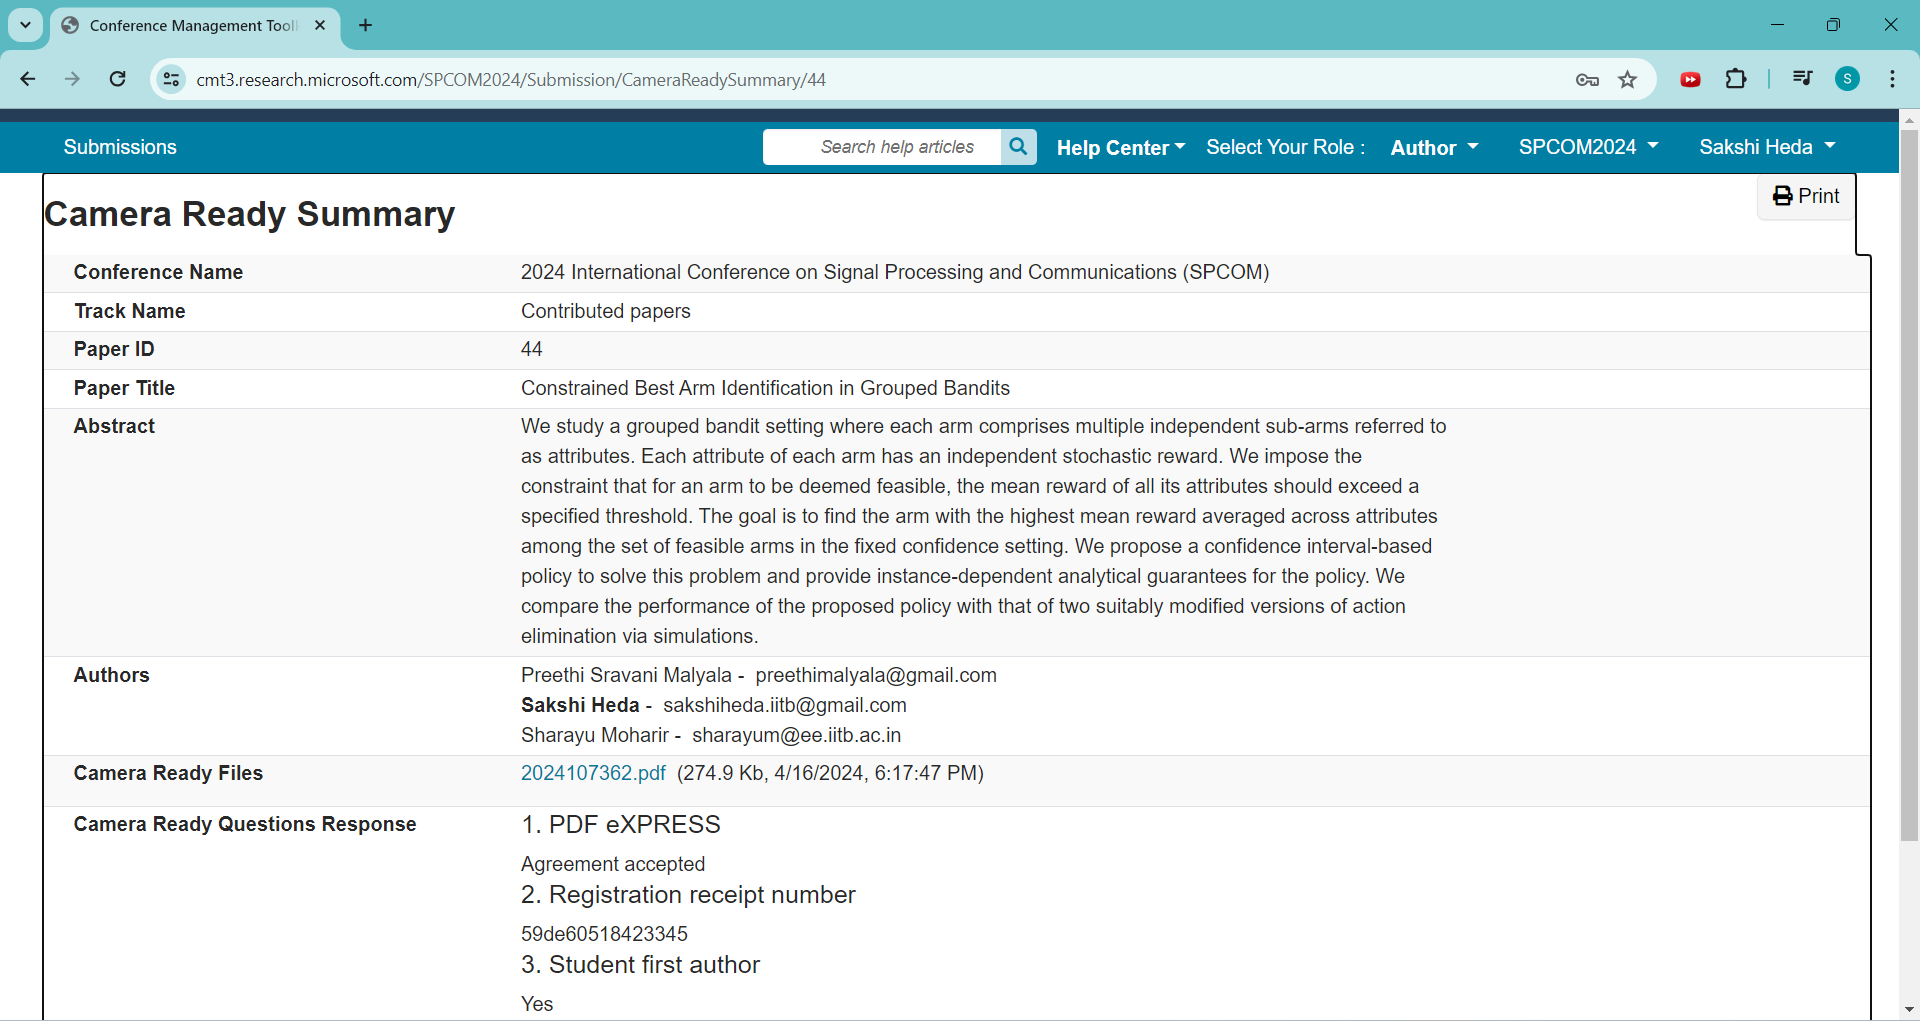 Conference Management Tool
cmt3.research.microsoft.com/SPCOM2024/Submission/CameraReadySummary/44
S
Submissions
Search help articles
Help Center
Select Your Role :
Author
SPCOM2024
Sakshi Heda
Camera Ready Summary
Print
Conference Name
2024 International Conference on Signal Processing and Communications (SPCOM)
Track Name
Contributed papers
Paper ID
44
Paper Title
Constrained Best Arm Identification in Grouped Bandits
Abstract
We study a grouped bandit setting where each arm comprises multiple independent sub-arms referred to
as attributes. Each attribute of each arm has an independent stochastic reward. We impose the
constraint that for an arm to be deemed feasible, the mean reward of all its attributes should exceed a
specified threshold. The goal is to find the arm with the highest mean reward averaged across attributes
among the set of feasible arms in the fixed confidence setting. We propose a confidence interval-based
policy to solve this problem and provide instance-dependent analytical guarantees for the policy. We
compare the performance of the proposed policy with that of two suitably modified versions of action
elimination via simulations.
Authors
Preethi Sravani Malyala - preethimalyala@gmail.com
Sakshi Heda - sakshiheda.iitb@gmail.com
Sharayu Moharir - sharayum@ee.iitb.ac.in
Camera Ready Files
2024107362.pdf (274.9 Kb, 4/16/2024, 6:17:47 PM)
Camera Ready Questions Response
1. PDF eXPRESS
Agreement accepted
2. Registration receipt number
59de60518423345
3. Student first author
Yes